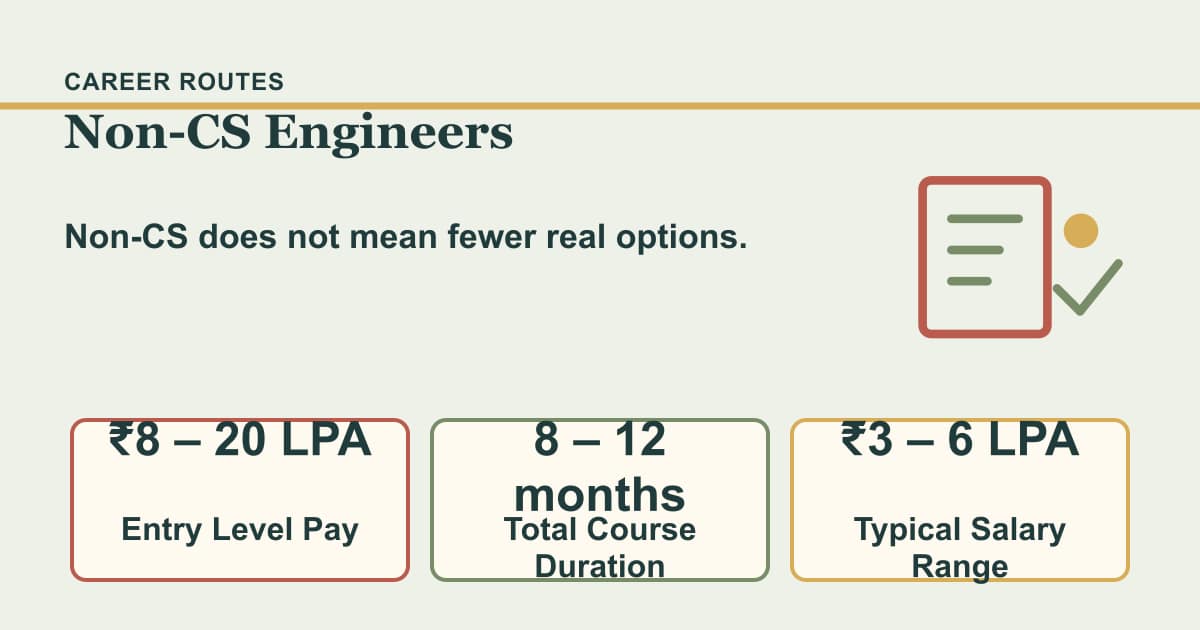 CAREER ROUTES
Non-CS Engineers
Non-CS does not mean fewer real options.
₹8 – 20 LPA
Entry Level Pay
8 – 12
months
Total Course
Duration
₹3 – 6 LPA
Typical Salary
Range